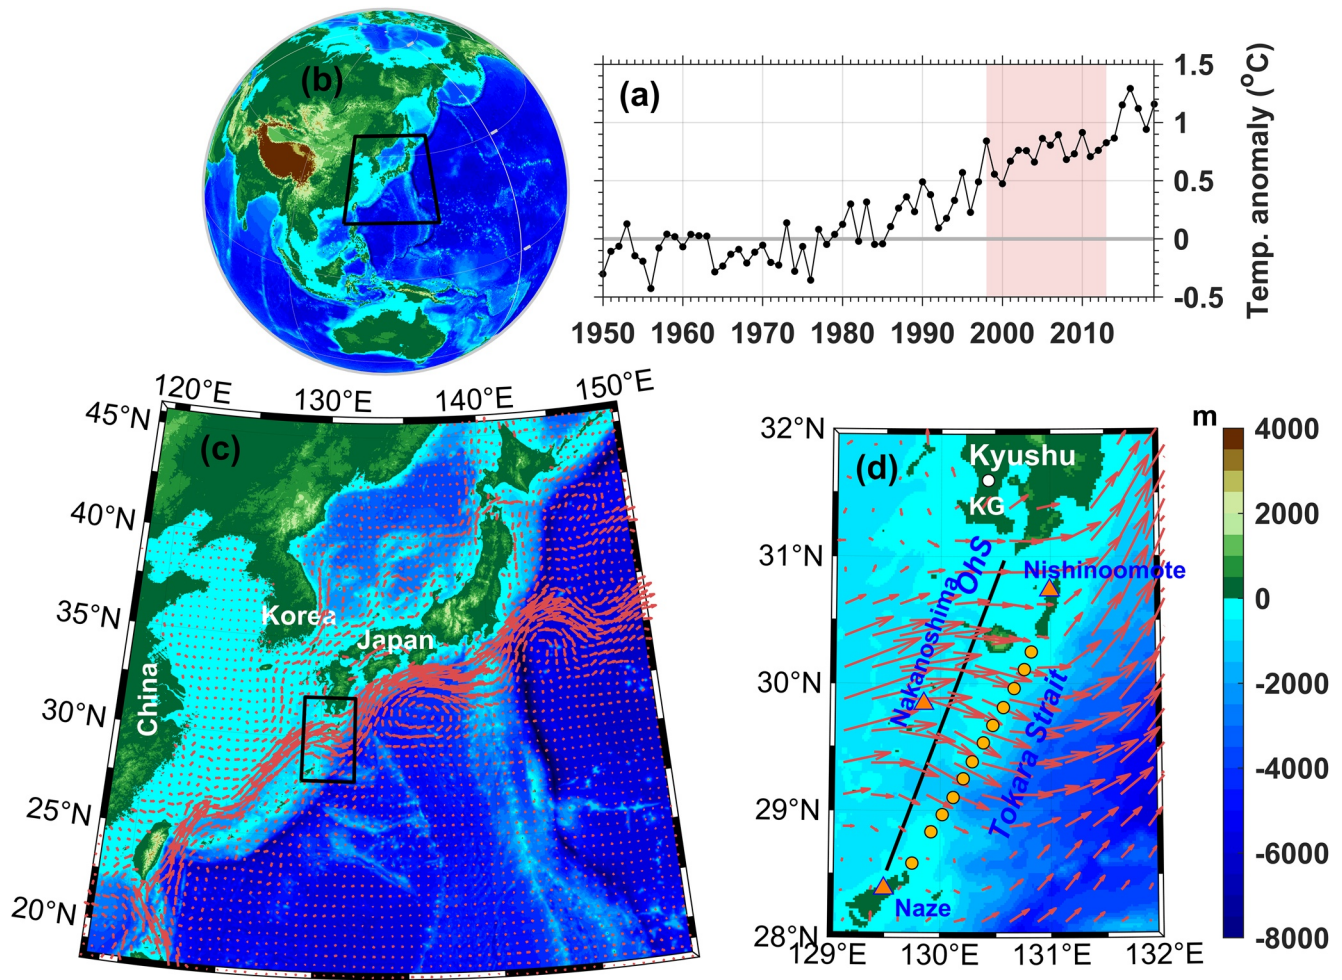 (b)
(a)
1.5
1
0.5
0
-0.5
Temp. anomaly (°C)
1950 1960 1970 1980 1990 2000 2010
120°E 130°E 140°E 150°E
45°N
40°N
35°N
30°N
25°N
20°N
(c)
Korea
Japan
China
32°N
31°N
30°N
29°N
28°N
129°E 130°E 131°E 132°E
(d)
Kyushu
KG
OhS
Nishinoomote
Nakanoshima
Tokara Strait
Naze
m
4000
2000
0
-2000
-4000
-6000
-8000